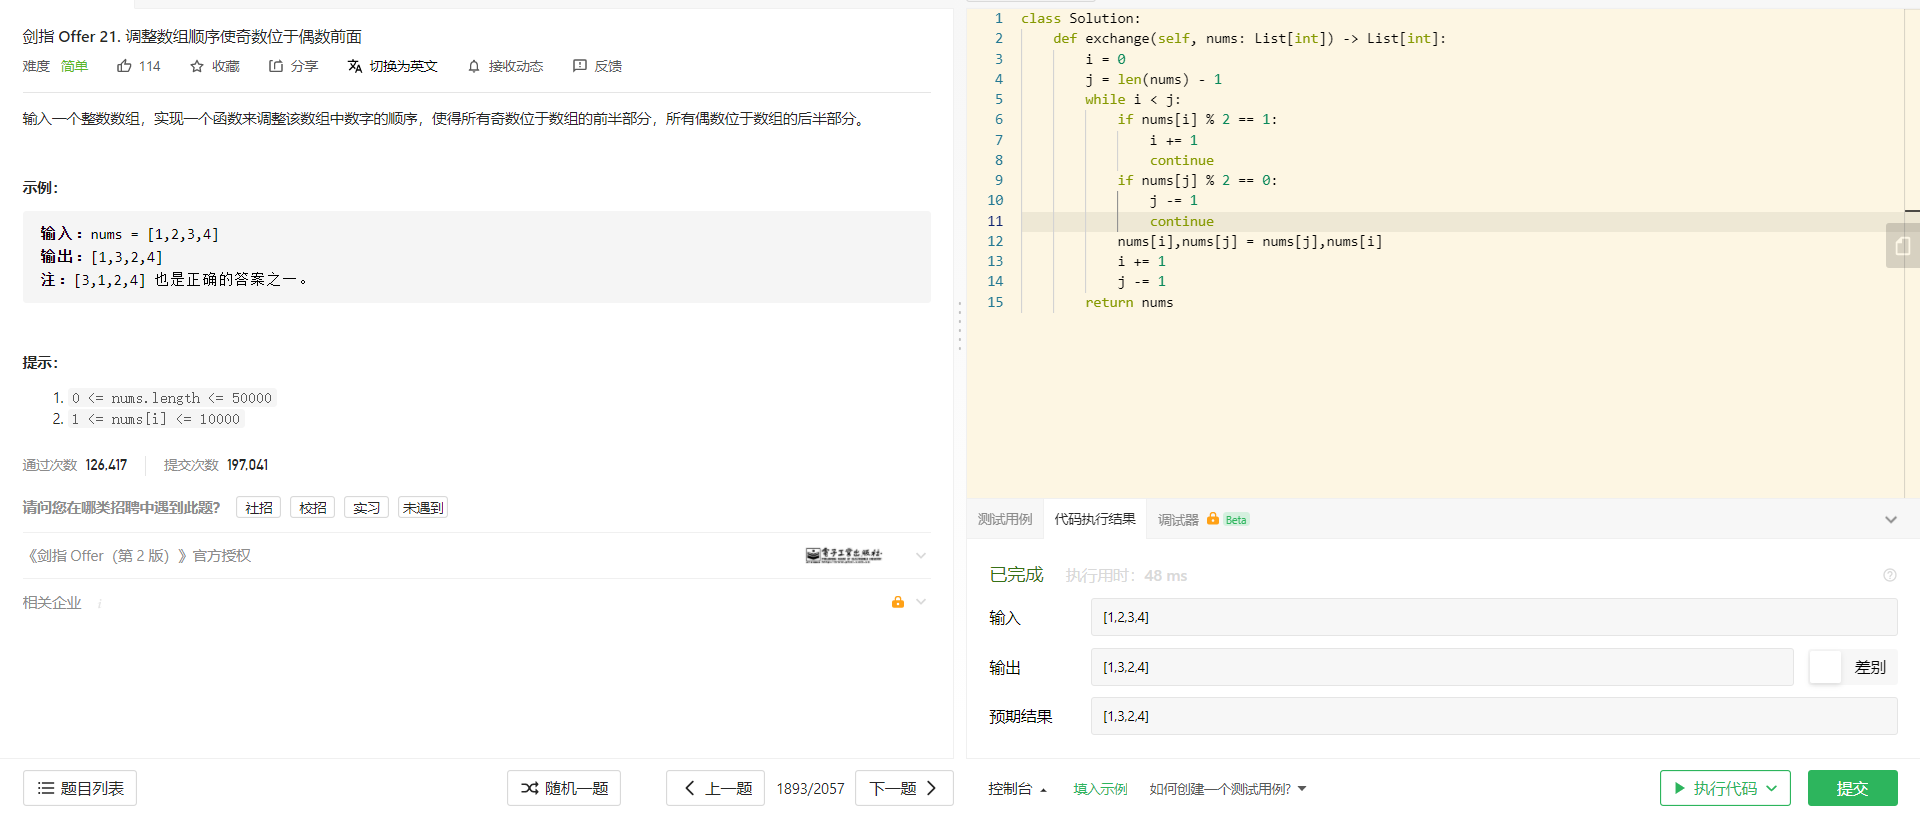 剑指 Offer 21. 调整数组顺序使奇数位于偶数前面
难度 简单 114 收藏 分享 切换为英文 接收动态 反馈
输入一个整数数组，实现一个函数来调整该数组中数字的顺序，使得所有奇数位于数组的前半部分，所有偶数位于数组的后半部分。
示例：
输入：nums = [1,2,3,4]
输出：[1,3,2,4]
注：[3,1,2,4] 也是正确的答案之一。
提示：
1. 0 <= nums.length <= 50000
2. 1 <= nums[i] <= 10000
通过次数 126,417 提交次数 197,041
请问您在哪类招聘中遇到此题？ 社招 校招 实习 未遇到
《剑指 Offer（第 2 版）》官方授权 电子工业出版社
相关企业 i
题目列表 随机一题 上一题 1893/2057 下一题
1 class Solution:
2 def exchange(self, nums: List[int]) -> List[int]:
3 i = 0
4 j = len(nums) - 1
5 while i < j:
6 if nums[i] % 2 == 1:
7 i += 1
8 continue
9 if nums[j] % 2 == 0:
10 j -= 1
11 continue
12 nums[i],nums[j] = nums[j],nums[i]
13 i += 1
14 j -= 1
15 return nums
测试用例 代码执行结果 调试器 Beta
已完成 执行用时：48 ms
输入 [1,2,3,4]
输出 [1,3,2,4] 差别
预期结果 [1,3,2,4]
控制台 填入示例 如何创建一个测试用例? 执行代码 提交